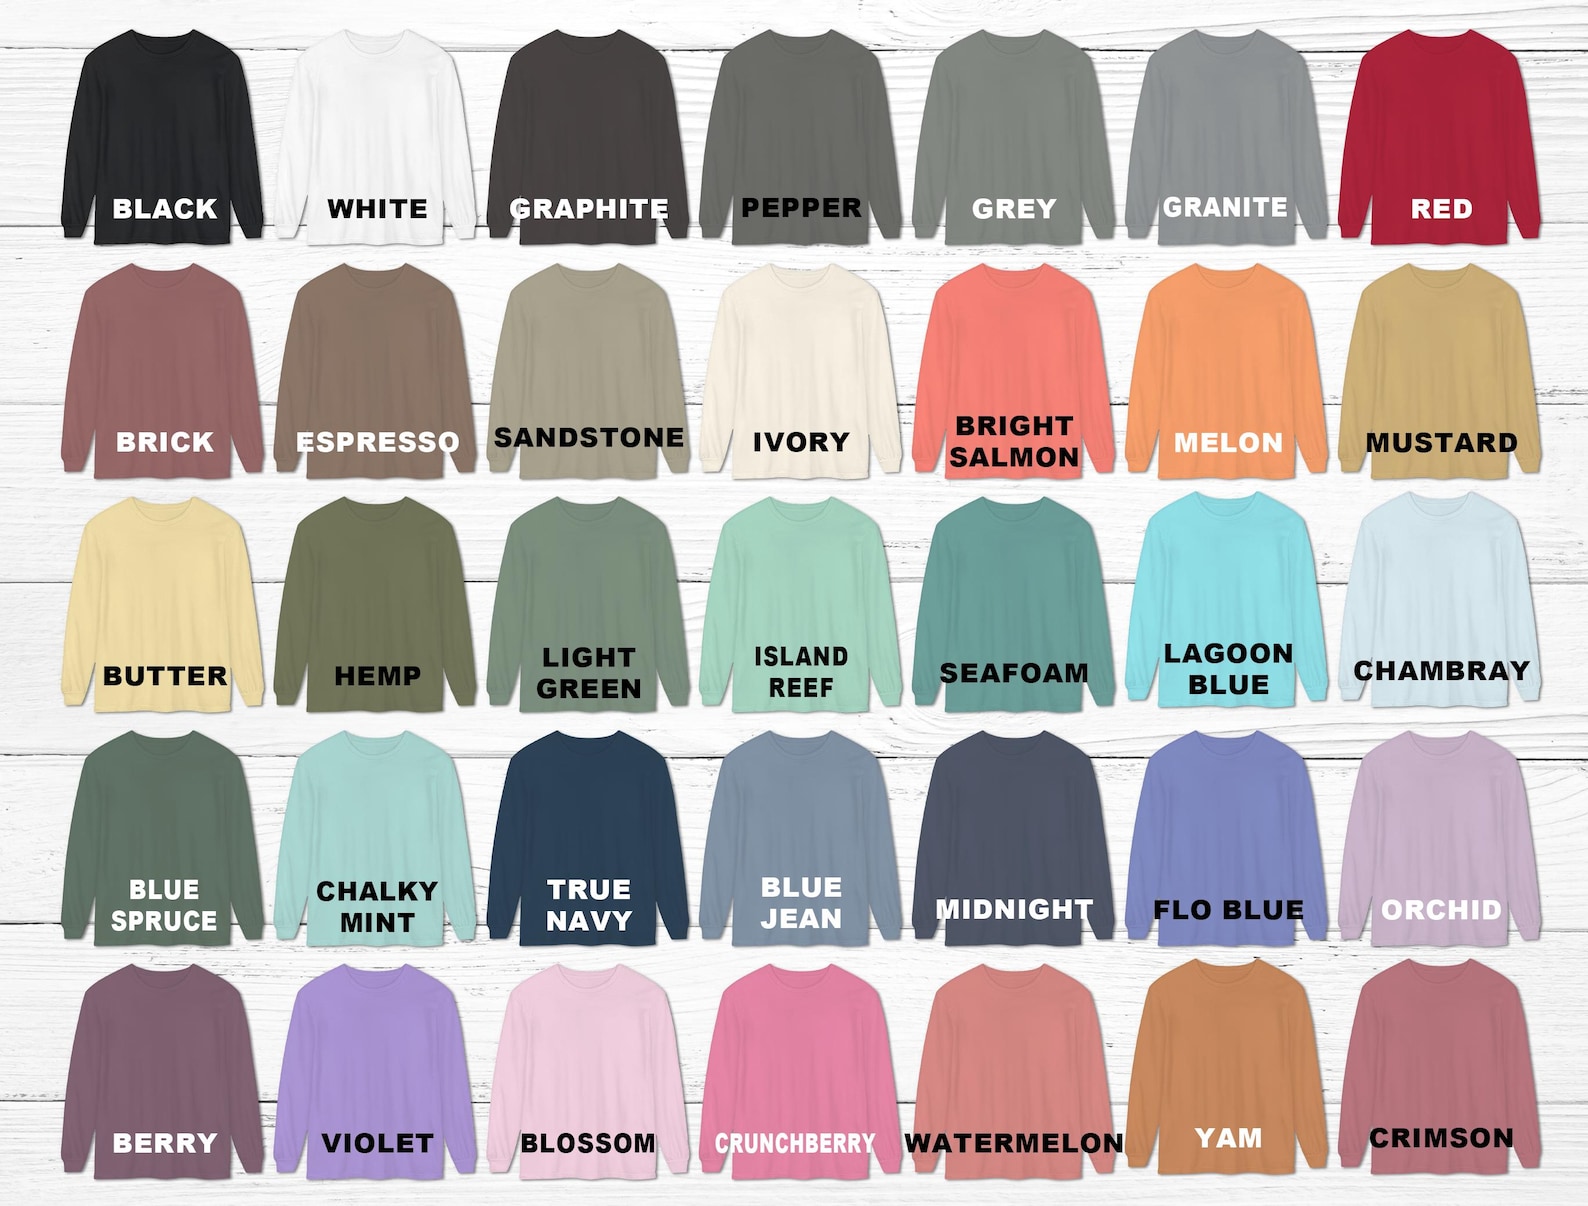 BLACK
WHITE
GRAPHITE
PEPPER
GREY
GRANITE
RED
BRICK
ESPRESSO
SANDSTONE
IVORY
BRIGHT
SALMON
MELON
MUSTARD
BUTTER
HEMP
LIGHT
GREEN
ISLAND
REEF
SEAFOAM
LAGOON
BLUE
CHAMBRAY
BLUE
SPRUCE
CHALKY
MINT
TRUE
NAVY
BLUE
JEAN
MIDNIGHT
FLO BLUE
ORCHID
BERRY
VIOLET
BLOSSOM
CRUNCHBERRY
WATERMELON
YAM
CRIMSON